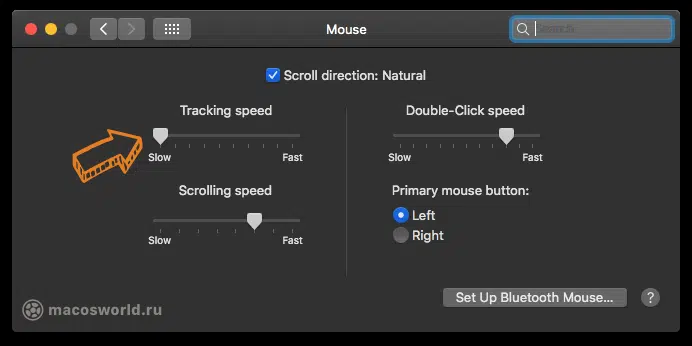 Mouse
Search
Scroll direction: Natural
Tracking speed
Slow Fast
Scrolling speed
Slow Fast
Double-Click speed
Slow Fast
Primary mouse button:
Left
Right
Set Up Bluetooth Mouse...
?
macosworld.ru